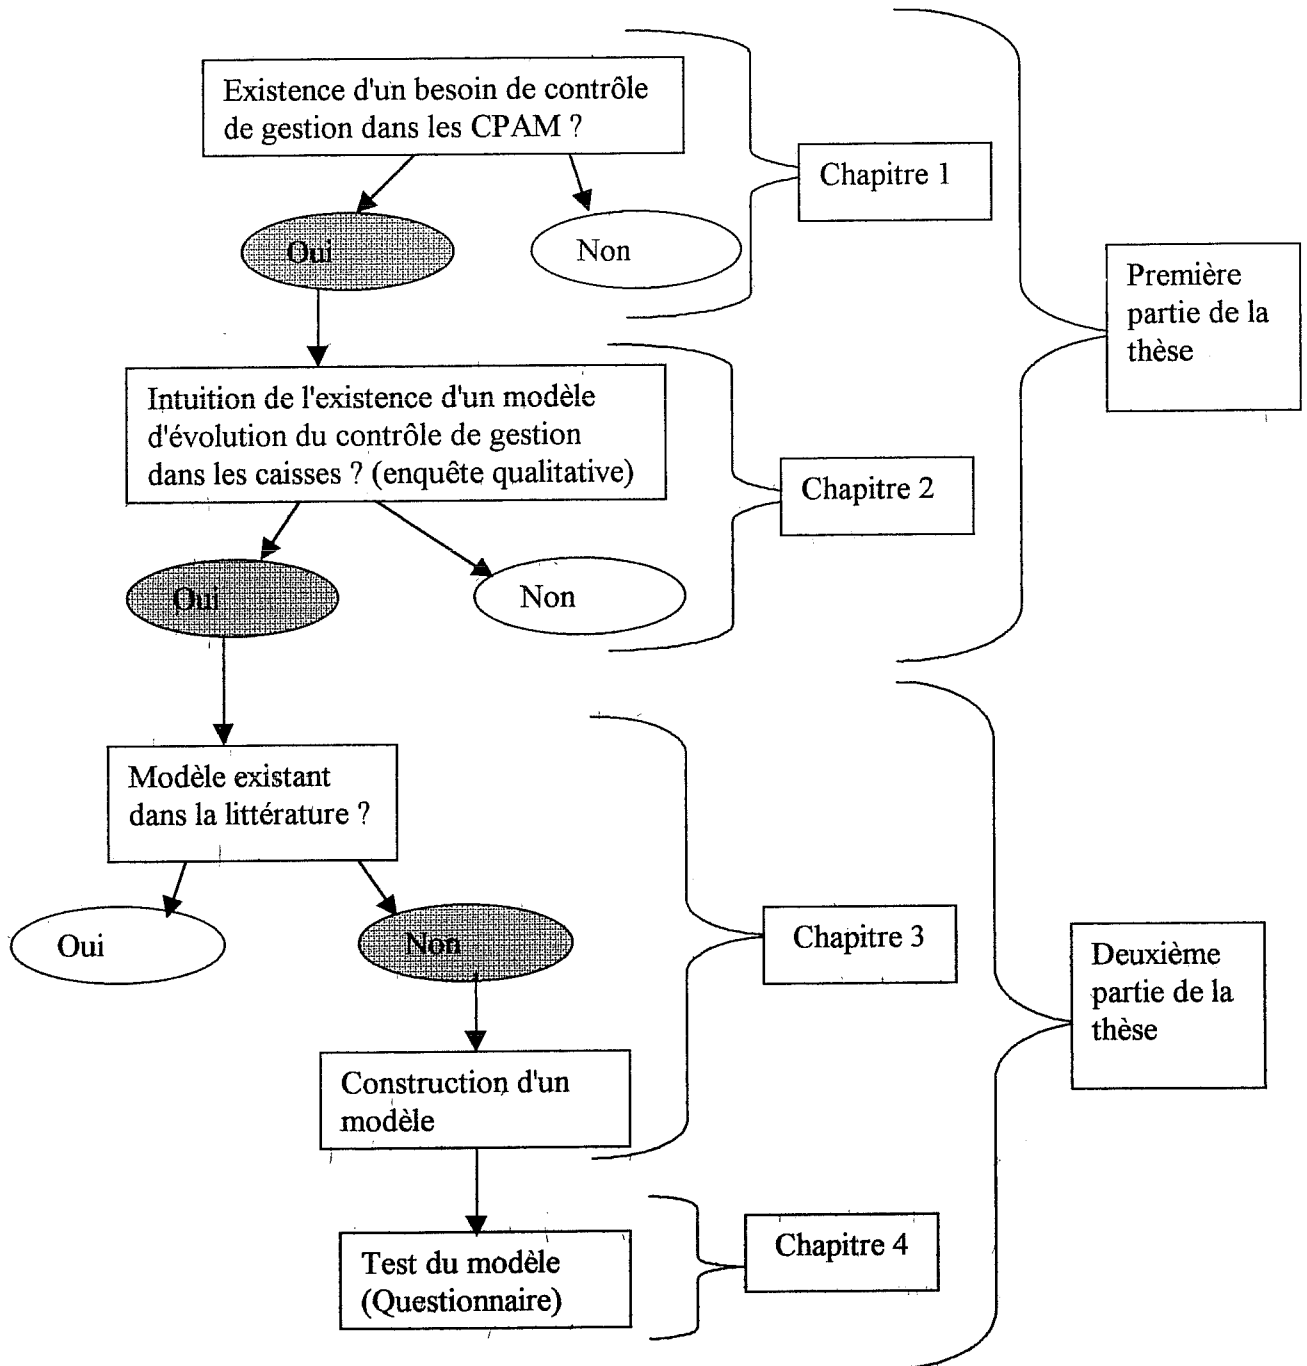 Existence d'un besoin de contrôle
de gestion dans les CPAM ?
Chapitre 1
Oui
Non
Première
partie de la
thèse
Intuition de l'existence d'un modèle
d'évolution du contrôle de gestion
dans les caisses ? (enquête qualitative)
Chapitre 2
Oui
Non
Modèle existant
dans la littérature ?
Oui
Non
Chapitre 3
Deuxième
partie de la
thèse
Construction d'un
modèle
Chapitre 4
Test du modèle
(Questionnaire)